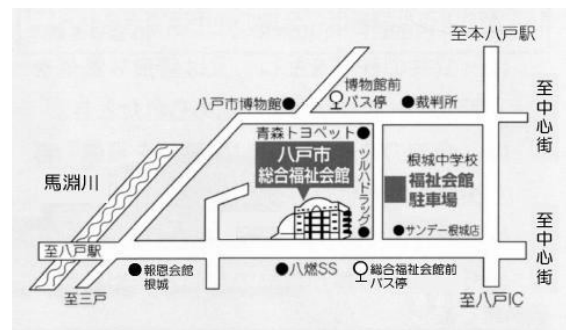 至本八戸駅
博物館前
バス停
八戸市博物館
裁判所
至中心街
青森トヨペット
八戸市
総合福祉会館
ツルハドラッグ
根城中学校
福祉会館
駐車場
馬淵川
サンデー根城店
至中心街
至八戸駅
報恩会館
根城
八燃SS
総合福祉会館前
バス停
至三戸
至八戸IC